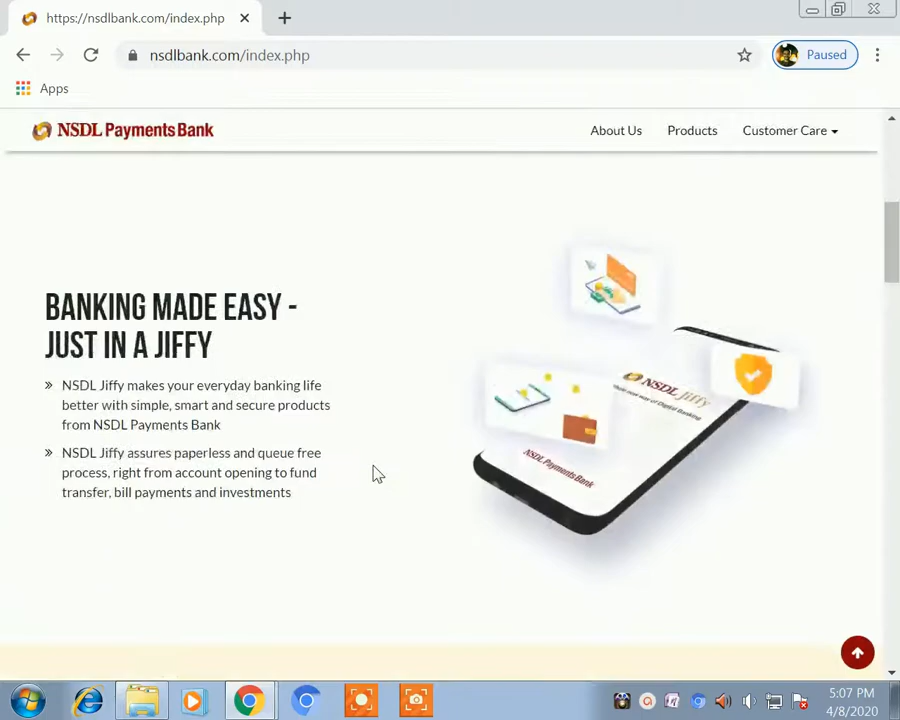 https://nsdlbank.com/index.php
nsdlbank.com/index.php
Paused
Apps
NSDL Payments Bank
About Us
Products
Customer Care
BANKING MADE EASY -
JUST IN A JIFFY
» NSDL Jiffy makes your everyday banking life
better with simple, smart and secure products
from NSDL Payments Bank
» NSDL Jiffy assures paperless and queue free
process, right from account opening to fund
transfer, bill payments and investments
NSDL Jiffy
NSDL Payments Bank
5:07 PM
4/8/2020